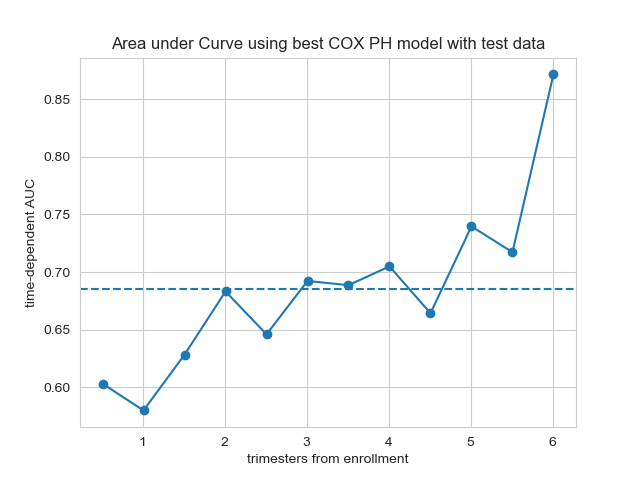 Area under Curve using best COX PH model with test data
time-dependent AUC
0.85
0.80
0.75
0.70
0.65
0.60
1 2 3 4 5 6
trimesters from enrollment